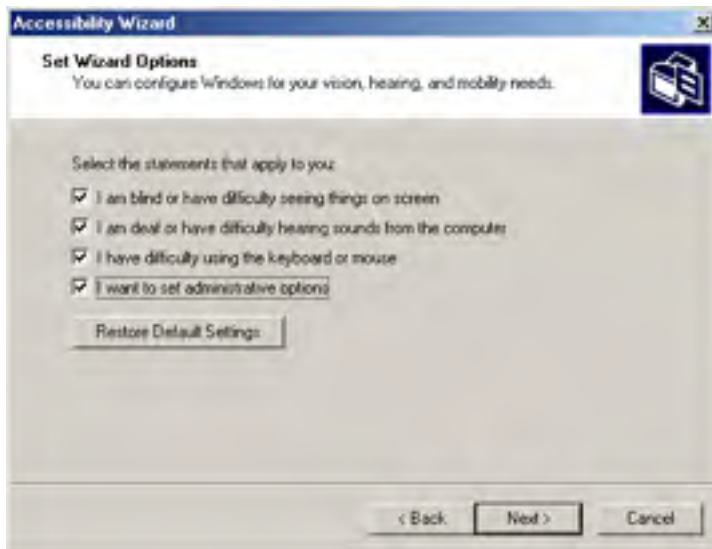 Accessibility Wizard
Set Wizard Options
You can configure Windows for your vision, hearing, and mobility needs.
Select the statements that apply to you:
I am blind or have difficulty seeing things on screen
I am deaf or have difficulty hearing sounds from the computer
I have difficulty using the keyboard or mouse
I want to set administrative options
Restore Default Settings
< Back Next > Cancel